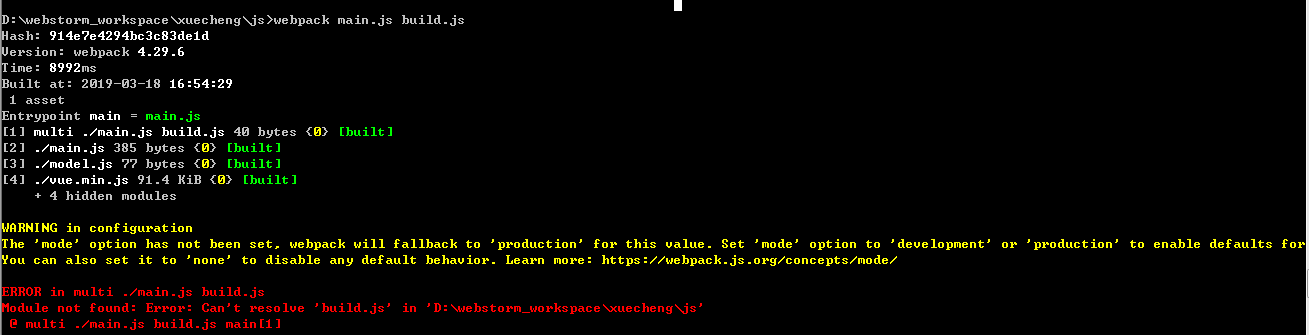 D:\webstorm_workspace\xuecheng\js>webpack main.js build.js
Hash: 914e7e4294bc3c83de1d
Version: webpack 4.29.6
Time: 8992ms
Built at: 2019-03-18 16:54:29
 1 asset
Entrypoint main = main.js
[1] multi ./main.js build.js 40 bytes {0} [built]
[2] ./main.js 385 bytes {0} [built]
[3] ./model.js 77 bytes {0} [built]
[4] ./vue.min.js 91.4 KiB {0} [built]
    + 4 hidden modules
WARNING in configuration
The 'mode' option has not been set, webpack will fallback to 'production' for this value. Set 'mode' option to 'development' or 'production' to enable defaults for
You can also set it to 'none' to disable any default behavior. Learn more: https://webpack.js.org/concepts/mode/
ERROR in multi ./main.js build.js
Module not found: Error: Can't resolve 'build.js' in 'D:\webstorm_workspace\xuecheng\js'
 @ multi ./main.js build.js main[1]